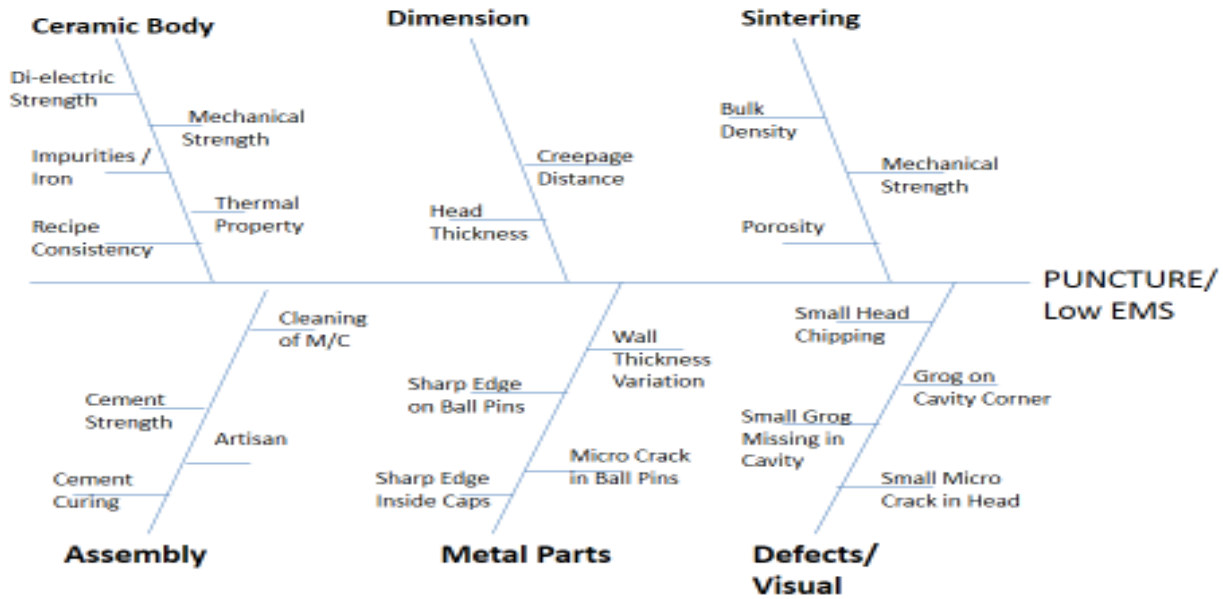 Ceramic Body
Dimension
Sintering
Di-electric
Strength
Mechanical
Strength
Impurities /
Iron
Thermal
Property
Recipe
Consistency
Creepage
Distance
Head
Thickness
Bulk
Density
Mechanical
Strength
Porosity
PUNCTURE/
Low EMS
Cleaning
of M/C
Cement
Strength
Artisan
Cement
Curing
Wall
Thickness
Variation
Sharp Edge
on Ball Pins
Micro Crack
in Ball Pins
Sharp Edge
Inside Caps
Small Head
Chipping
Grog on
Cavity Corner
Small Grog
Missing in
Cavity
Small Micro
Crack in Head
Assembly
Metal Parts
Defects/
Visual